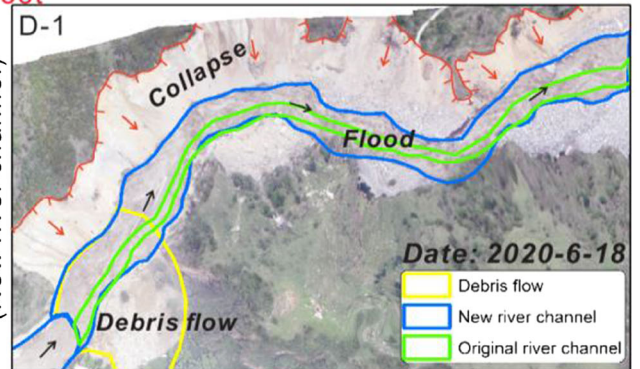 D-1
Collapse
Flood
Date: 2020-6-18
Debris flow
New river channel
Original river channel
Debris flow